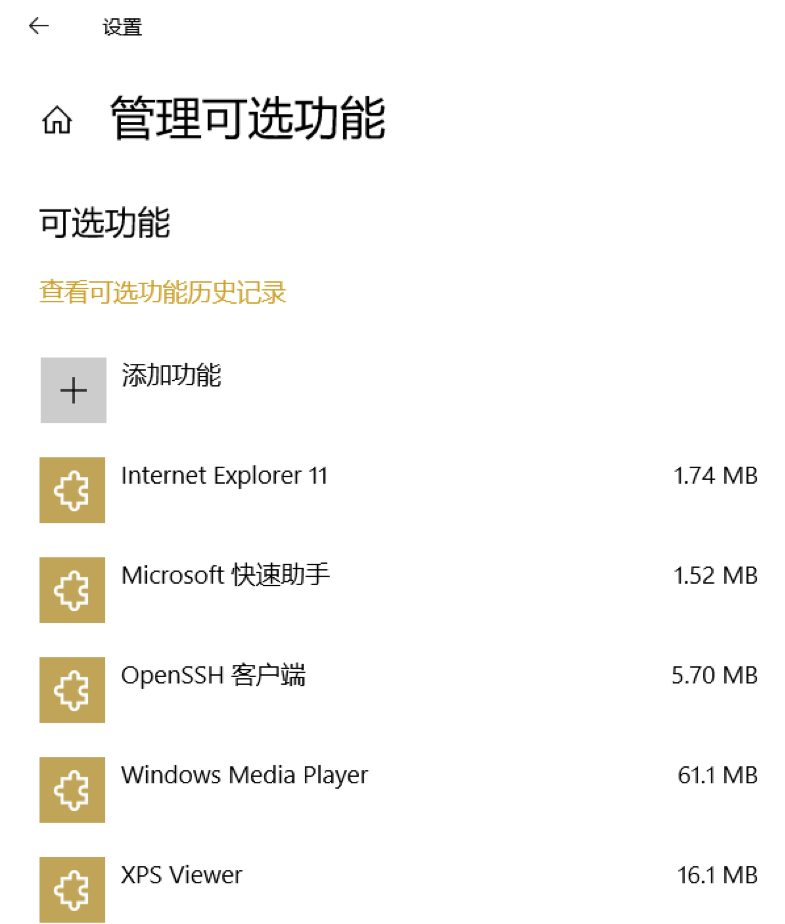 设置
管理可选功能
可选功能
查看可选功能历史记录
添加功能
Internet Explorer 11 1.74 MB
Microsoft 快速助手 1.52 MB
OpenSSH 客户端 5.70 MB
Windows Media Player 61.1 MB
XPS Viewer 16.1 MB